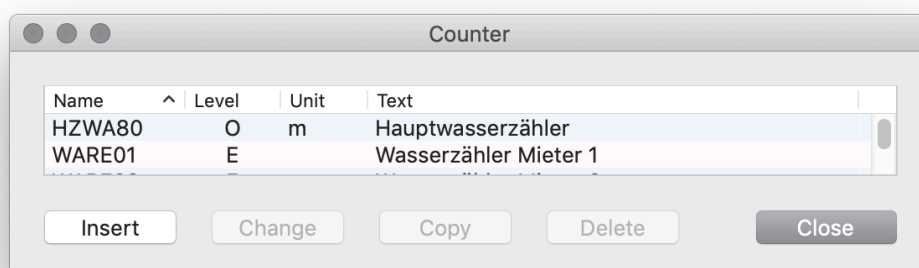 Counter
Name Level Unit Text
HZWA80 O m Hauptwasserzähler
WARE01 E Wasserzähler Mieter 1
Insert Change Copy Delete Close